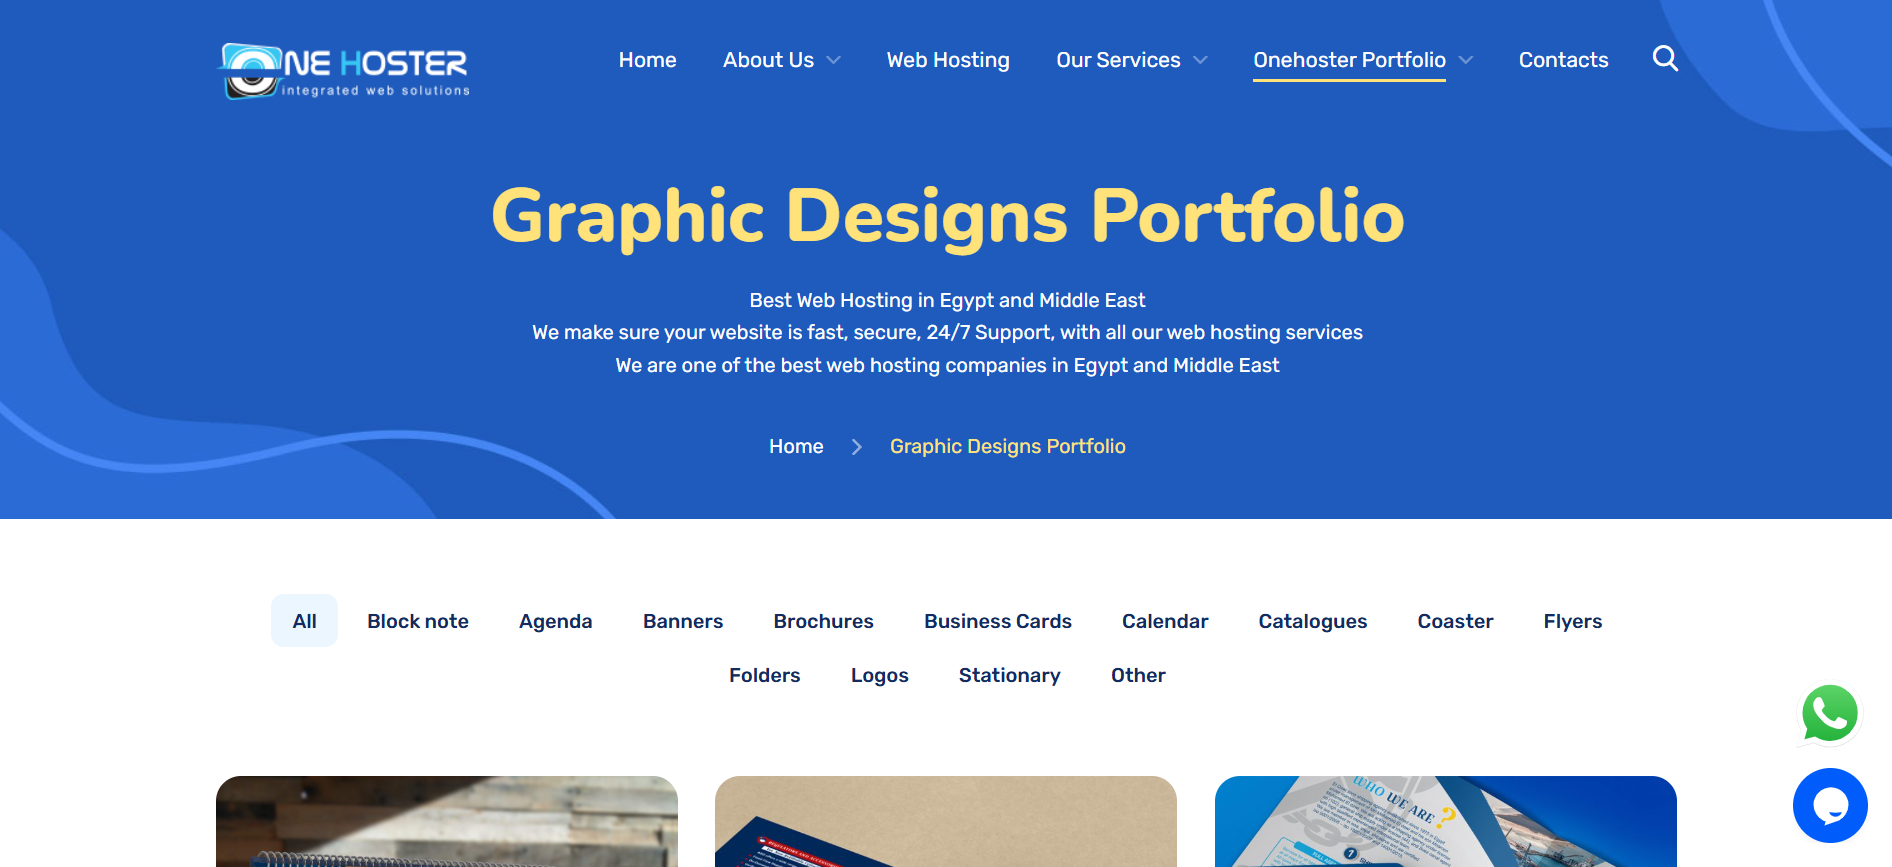 ONE HOSTER
integrated web solutions
Home About Us Web Hosting Our Services Onehoster Portfolio Contacts
Graphic Designs Portfolio
Best Web Hosting in Egypt and Middle East
We make sure your website is fast, secure, 24/7 Support, with all our web hosting services
We are one of the best web hosting companies in Egypt and Middle East
Home Graphic Designs Portfolio
All Block note Agenda Banners Brochures Business Cards Calendar Catalogues Coaster Flyers
Folders Logos Stationary Other
WHO WE ARE ?
1